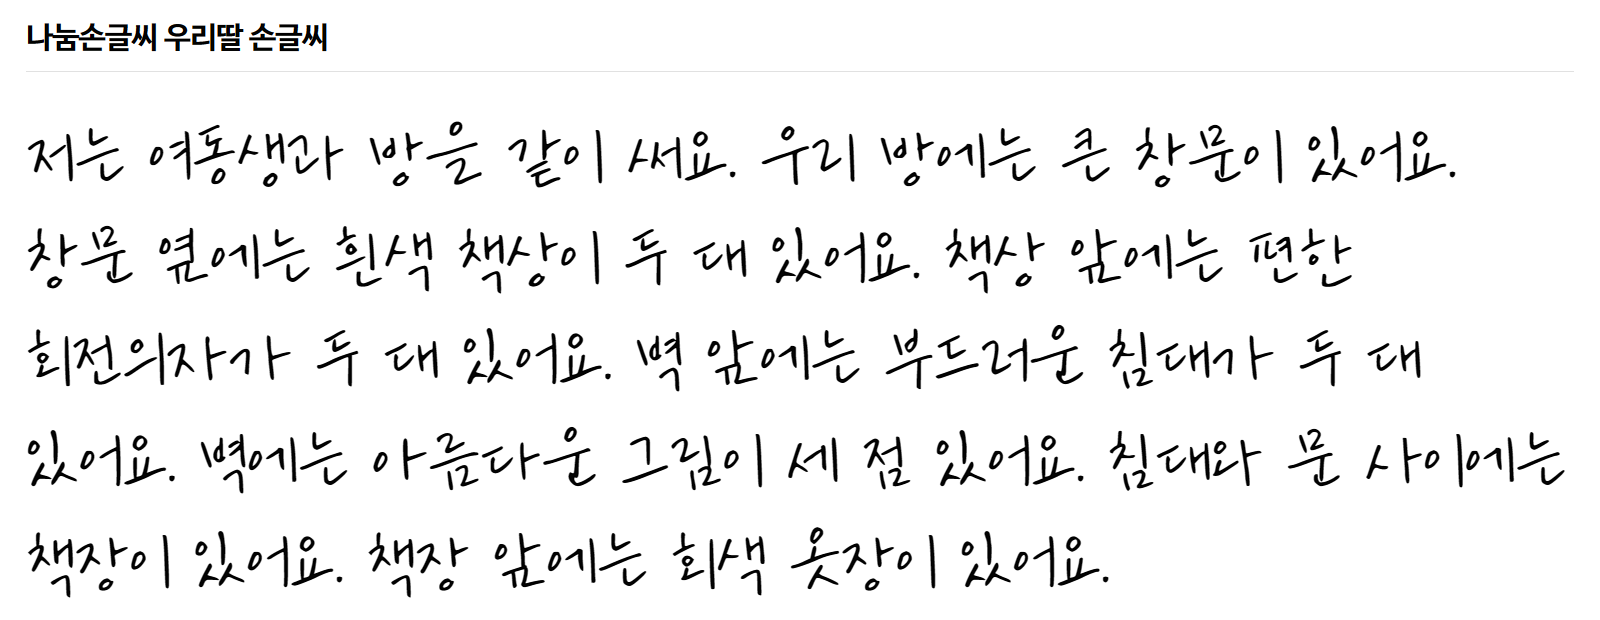 나눔손글씨 우리딸 손글씨
저는 여동생과 방을 같이 써요. 우리 방에는 큰 창문이 있어요.
창문 옆에는 흰색 책상이 두 대 있어요. 책상 앞에는 편한
회전의자가 두 대 있어요. 벽 앞에는 부드러운 침대가 두 대
있어요. 벽에는 아름다운 그림이 세 점 있어요. 침대와 문 사이에는
책장이 있어요. 책장 앞에는 회색 옷장이 있어요.